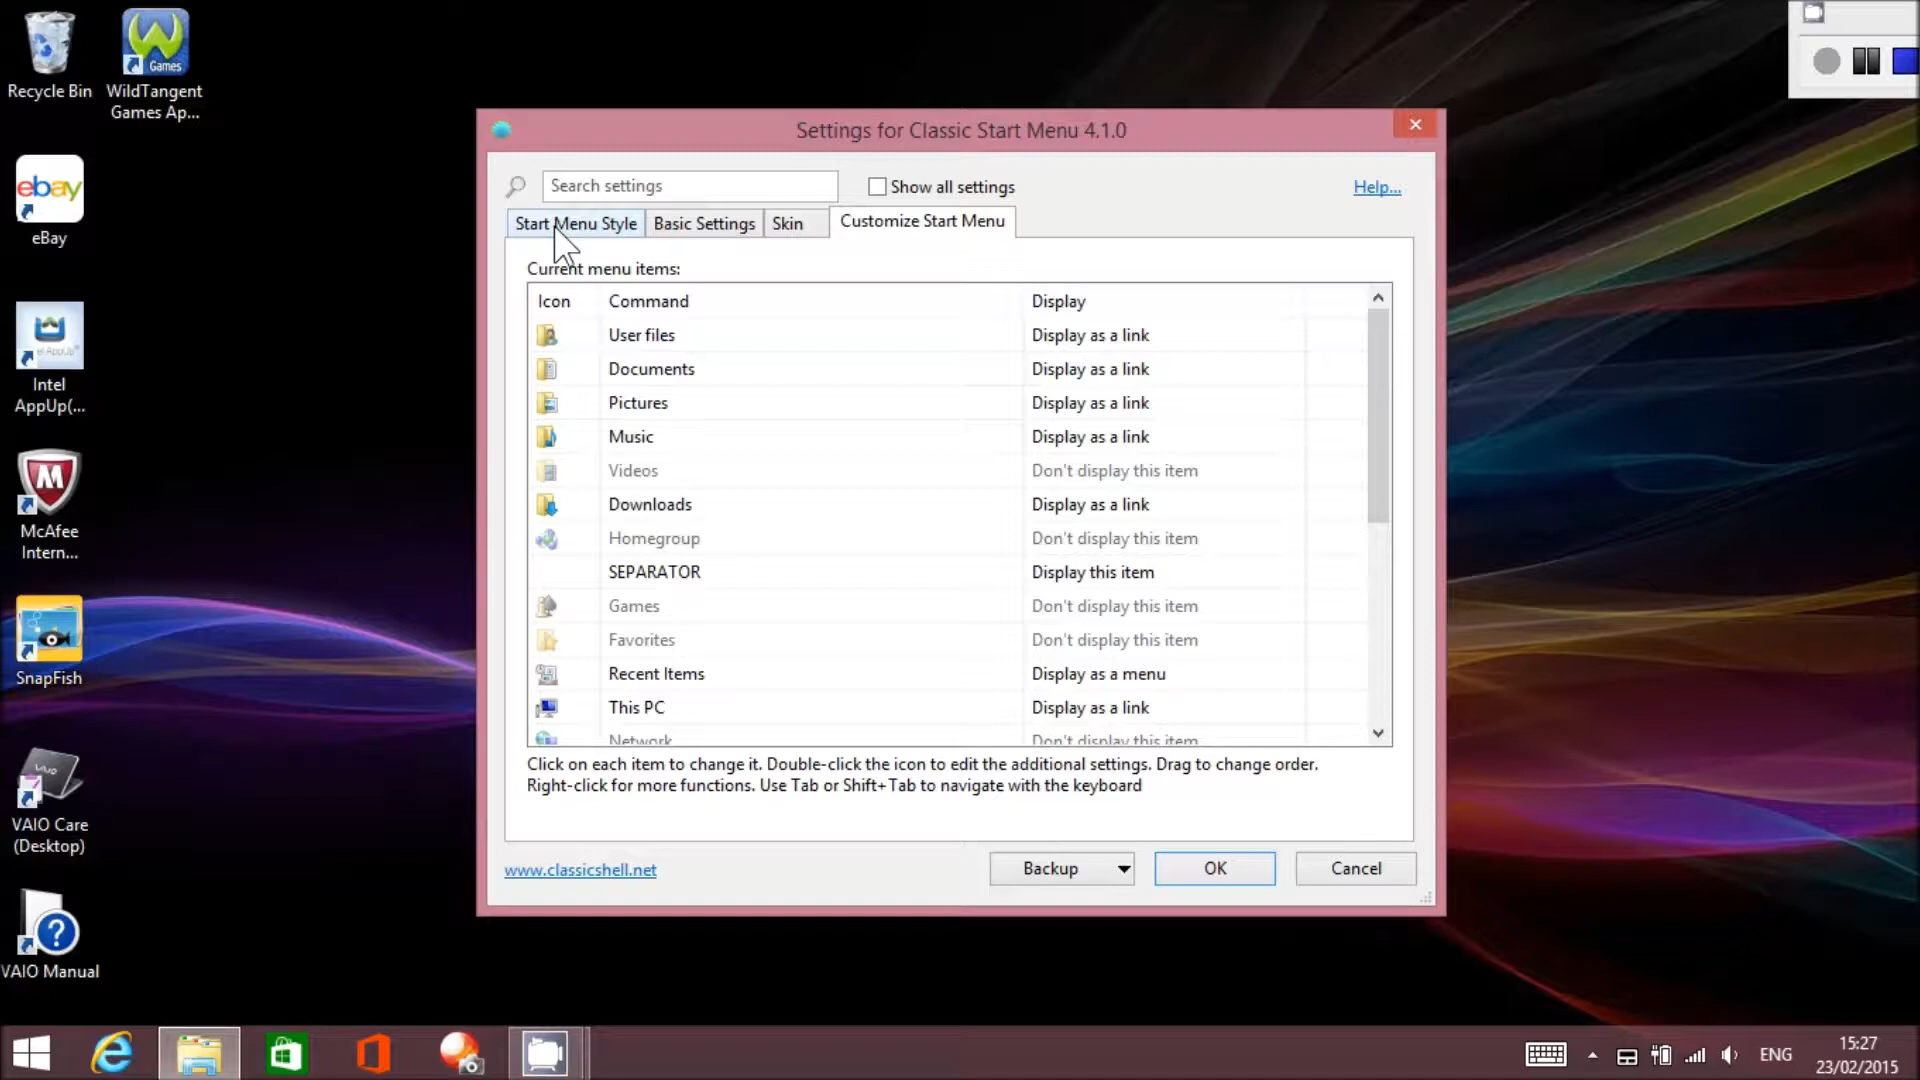 Recycle Bin
Games
WildTangent
Games Ap...
ebay
eBay
Intel
AppUp(...
McAfee
Intern...
SnapFish
VAIO
VAIO Care
(Desktop)
VAIO Manual
Settings for Classic Start Menu 4.1.0
Search settings
Show all settings
Help...
Start Menu Style
Basic Settings
Skin
Customize Start Menu
Current menu items:
Icon Command Display
User files Display as a link
Documents Display as a link
Pictures Display as a link
Music Display as a link
Videos Don't display this item
Downloads Display as a link
Homegroup Don't display this item
SEPARATOR Display this item
Games Don't display this item
Favorites Don't display this item
Recent Items Display as a menu
This PC Display as a link
Network Don't display this item
Click on each item to change it. Double-click the icon to edit the additional settings. Drag to change order.
Right-click for more functions. Use Tab or Shift+Tab to navigate with the keyboard
www.classicshell.net
Backup
OK
Cancel
ENG
15:27
23/02/2015